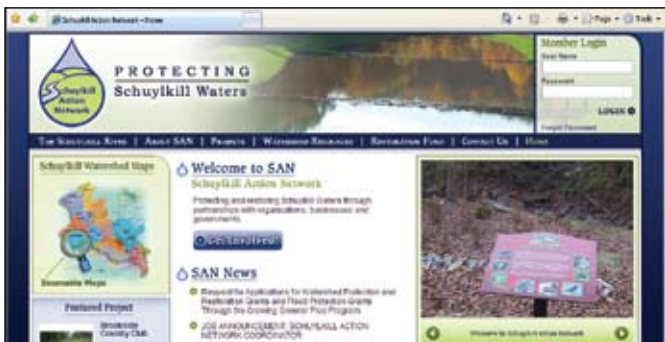 Schuylkill Action Network - Home
Page
Tools
Schuylkill
Action
Network
PROTECTING
Schuylkill Waters
Member Login
User Name
Password
LOGIN
Forgot Password
THE SCHUYLKILL RIVER | ABOUT SAN | PROJECTS | WATERSHED RESOURCES | RESTORATION FUND | CONTACT US | HOME
Schuylkill Watershed Maps
Zoomable Maps
Featured Project
Brookside
Country Club
Welcome to SAN
Schuylkill Action Network
Protecting and restoring Schuylkill Waters through
partnerships with organizations, businesses and
governments.
Get Involved!
SAN News
Request for Applications for Watershed Protection and
Restoration Grants and Flood Protection Grants
Through the Growing Greener Plus Program
JOB ANNOUNCEMENT: SCHUYLKILL ACTION
NETWORK COORDINATOR
Welcome to Schuylkill Action Network